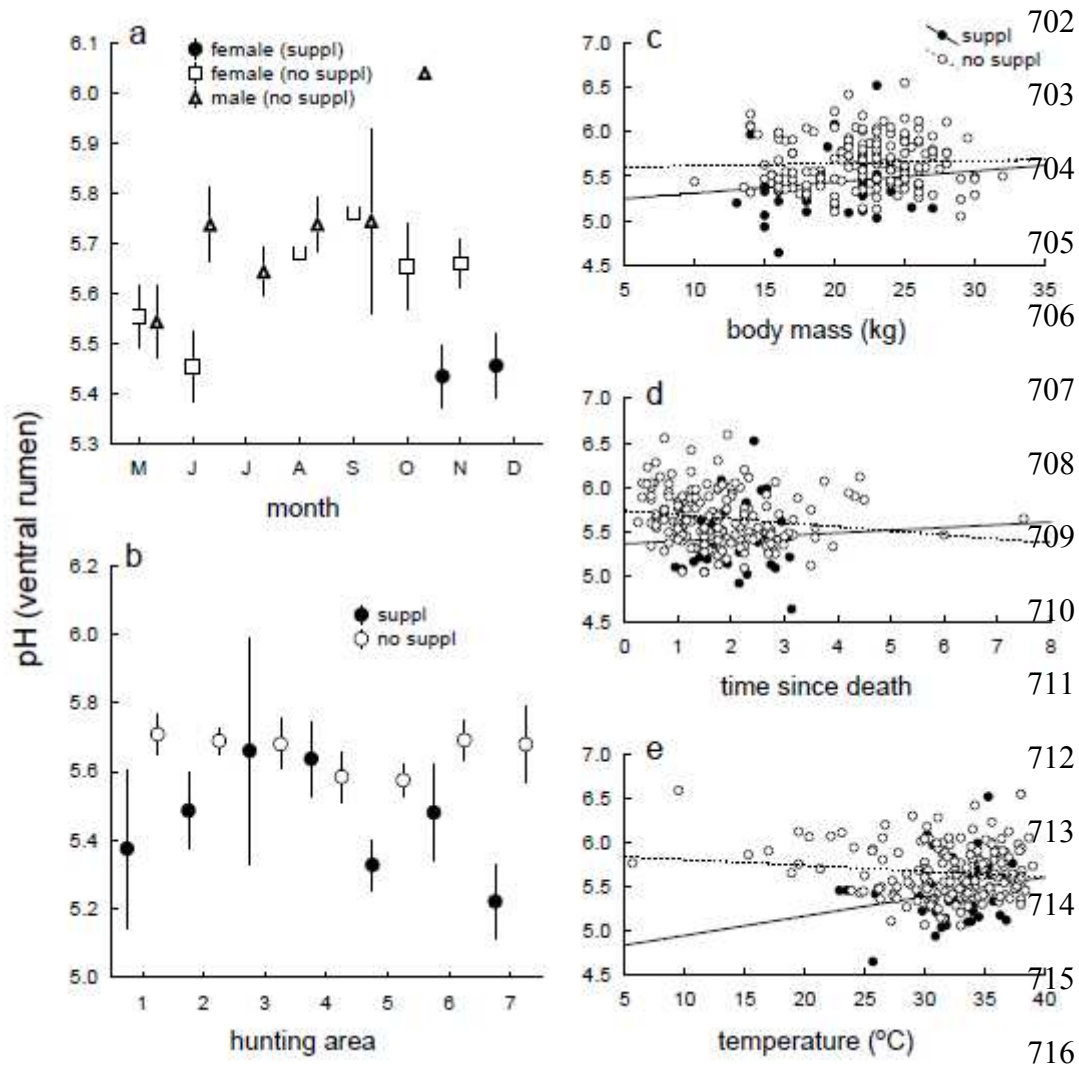 a
female (suppl)
female (no suppl)
male (no suppl)
6.1
6.0
5.9
5.8
5.7
5.6
5.5
5.4
5.3
M J J A S O N D
month
b
suppl
no suppl
6.2
6.0
5.8
5.6
5.4
5.2
5.0
1 2 3 4 5 6 7
hunting area
pH (ventral rumen)
c
suppl
no suppl
7.0
6.5
6.0
5.5
5.0
4.5
5 10 15 20 25 30 35
body mass (kg)
d
7.0
6.5
6.0
5.5
5.0
4.5
0 1 2 3 4 5 6 7 8
time since death
e
7.0
6.5
6.0
5.5
5.0
4.5
5 10 15 20 25 30 35 40
temperature (ºC)
702
703
704
705
706
707
708
709
710
711
712
713
714
715
716